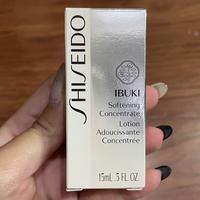 SHISEIDO
IBUKI
Softening
Concentrate
Lotion
Adoucissante
Concentrée
15mL .5 FL.OZ.